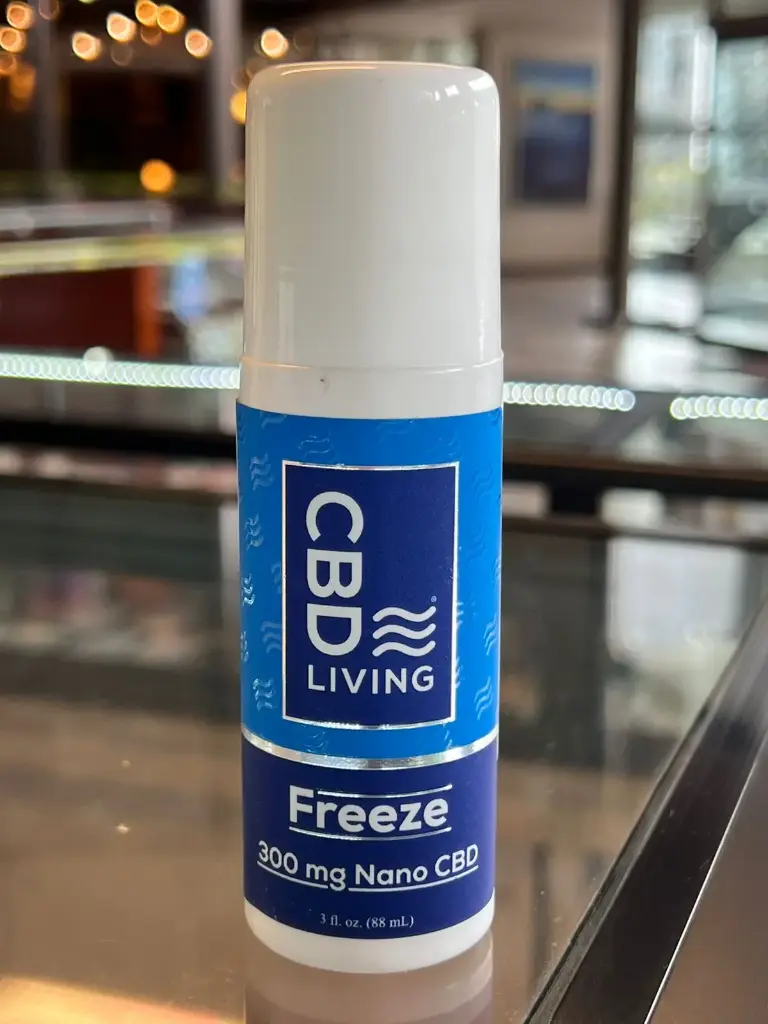 CBD
LIVING
®
Freeze
300 mg Nano CBD
3 fl. oz. (88 mL)